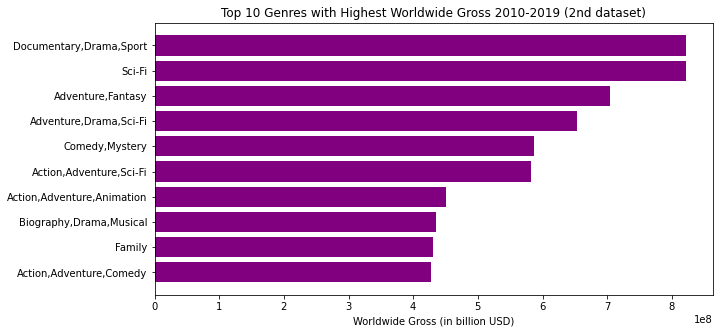 Top 10 Genres with Highest Worldwide Gross 2010-2019 (2nd dataset)
Documentary,Drama,Sport
Sci-Fi
Adventure,Fantasy
Adventure,Drama,Sci-Fi
Comedy,Mystery
Action,Adventure,Sci-Fi
Action,Adventure,Animation
Biography,Drama,Musical
Family
Action,Adventure,Comedy
0 1 2 3 4 5 6 7 8
1e8
Worldwide Gross (in billion USD)